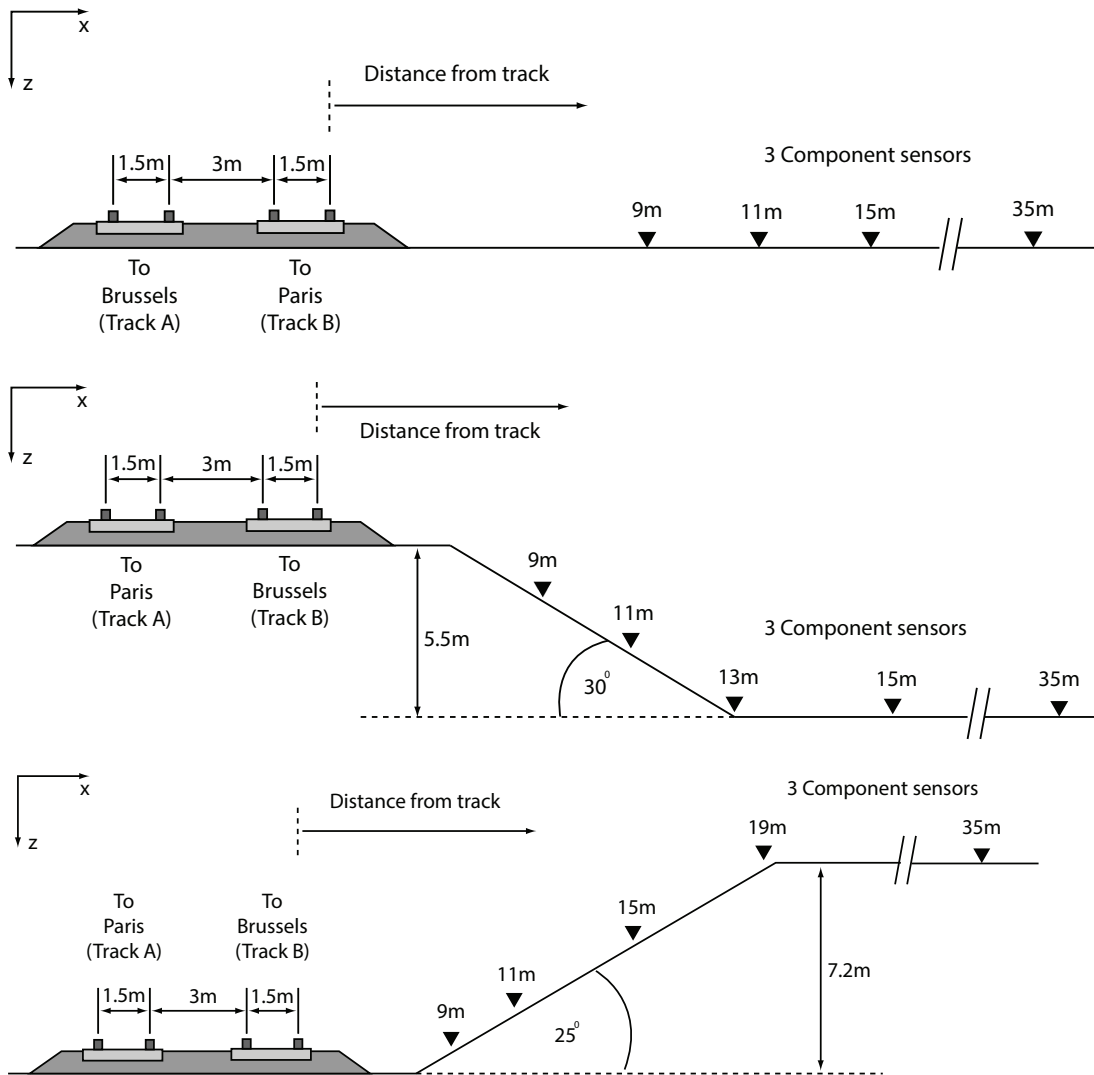 x
z
Distance from track
1.5m 3m 1.5m
3 Component sensors
9m 11m 15m 35m
To
Brussels
(Track A)
To
Paris
(Track B)
x
z
Distance from track
1.5m 3m 1.5m
To
Paris
(Track A)
To
Brussels
(Track B)
9m
11m
5.5m
30⁰
3 Component sensors
13m 15m 35m
x
z
Distance from track
3 Component sensors
19m 35m
To
Paris
(Track A)
To
Brussels
(Track B)
15m
7.2m
11m
1.5m 3m 1.5m
9m
25⁰